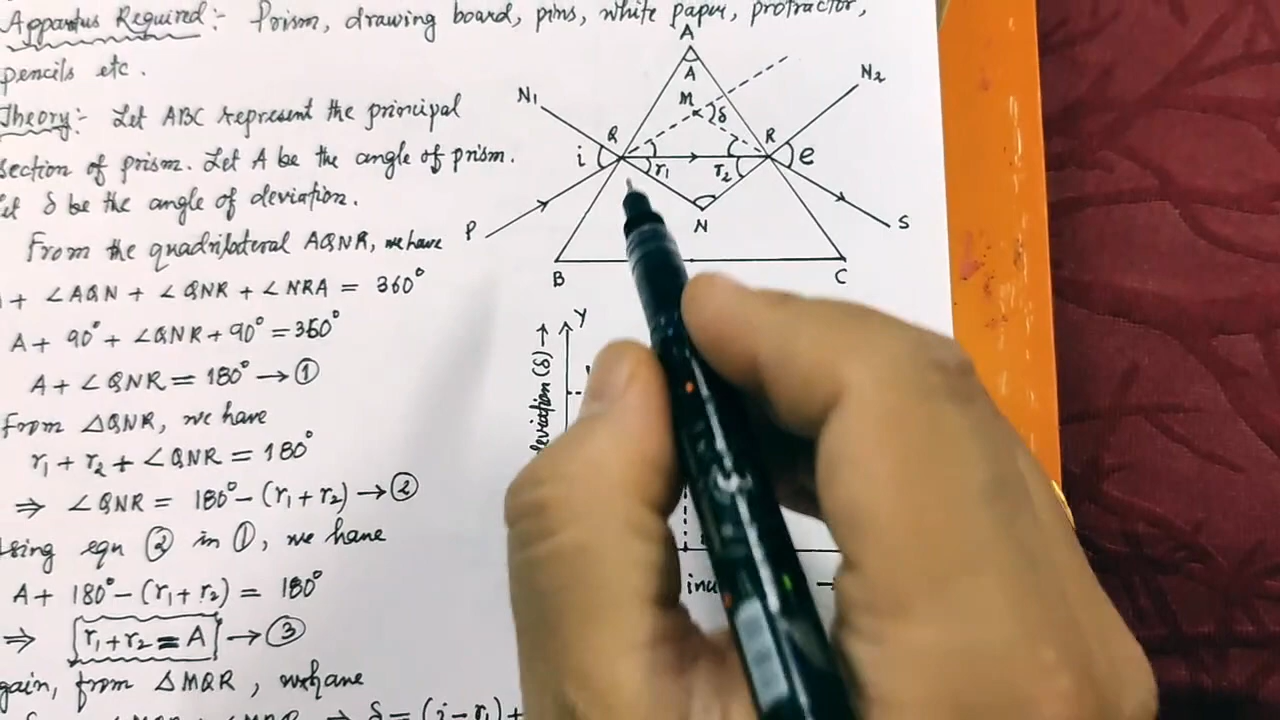 Apparatus Required:- Prism, drawing board, pins, white paper, protractor,
pencils etc.
Theory:- Let ABC represent the principal
section of prism. Let A be the angle of prism.
Let δ be the angle of deviation.
From the quadrilateral AQNR, we have
+ ∠AQN + ∠QNR + ∠NRA = 360°
A + 90° + ∠QNR + 90° = 360°
A + ∠QNR = 180° → ①
From △QNR, we have
r₁ + r₂ + ∠QNR = 180°
⇒ ∠QNR = 180° – (r₁ + r₂) → ②
Using eqn ② in ①, we have
A + 180° – (r₁ + r₂) = 180°
⇒ r₁ + r₂ = A → ③
gain, from △MQR, we have
δ = (i – r₁) +
A
A
M
δ
N₁
N₂
Q
R
i
r₁
r₂
e
P
N
S
B
C
Y
deviation (δ) →
inc